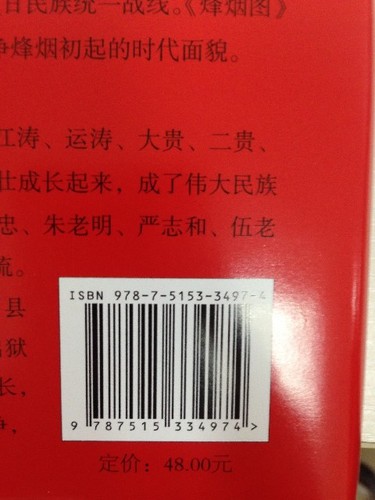 日民族统一战线。《烽烟图》
争烽烟初起的时代面貌。
江涛、运涛、大贵、二贵、
壮成长起来，成了伟大民族
忠、朱老明、严志和、伍老
流。
县
狱
长，
，
ISBN 978-7-5153-3497-4
9 787515 334974 >
定价：48.00元